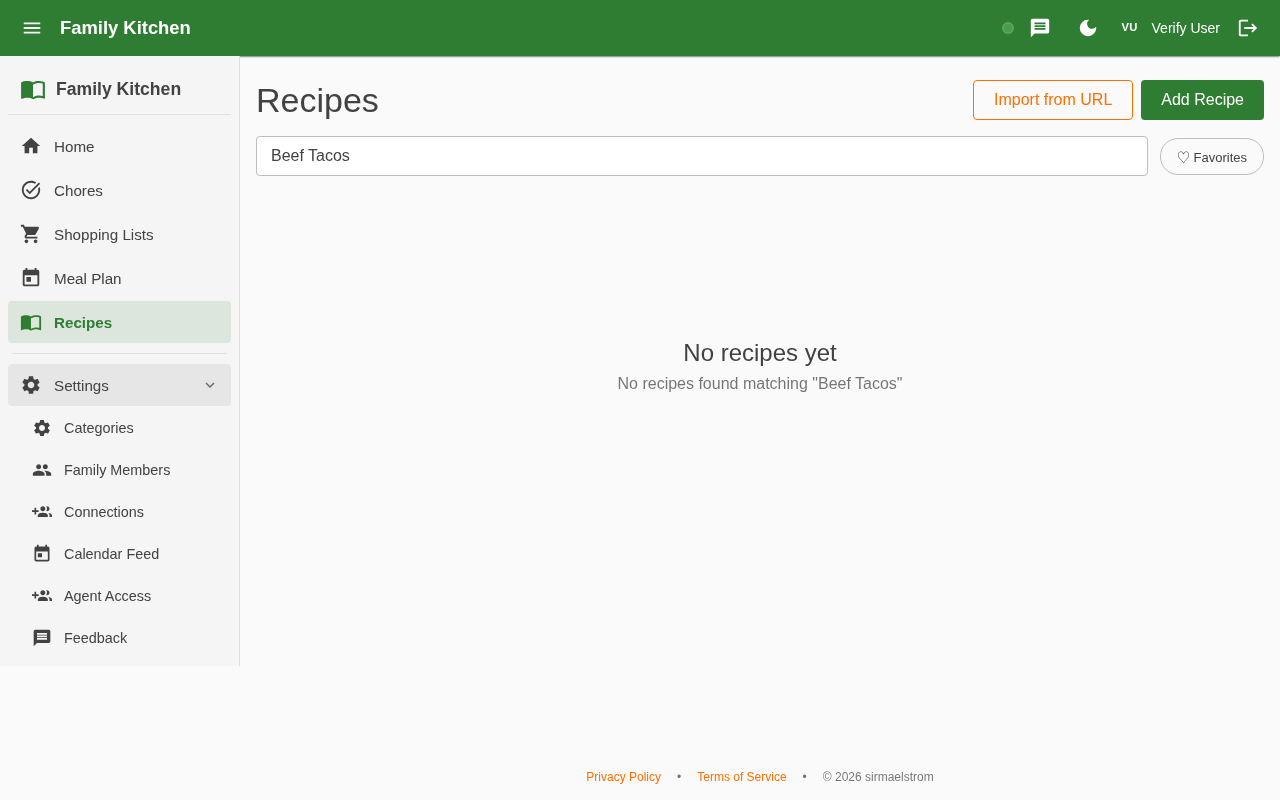 Family Kitchen
VU Verify User
Family Kitchen
Home
Chores
Shopping Lists
Meal Plan
Recipes
Settings
Categories
Family Members
Connections
Calendar Feed
Agent Access
Feedback
Recipes
Import from URL
Add Recipe
Beef Tacos
♡ Favorites
No recipes yet
No recipes found matching "Beef Tacos"
Privacy Policy • Terms of Service • © 2026 sirmaelstrom